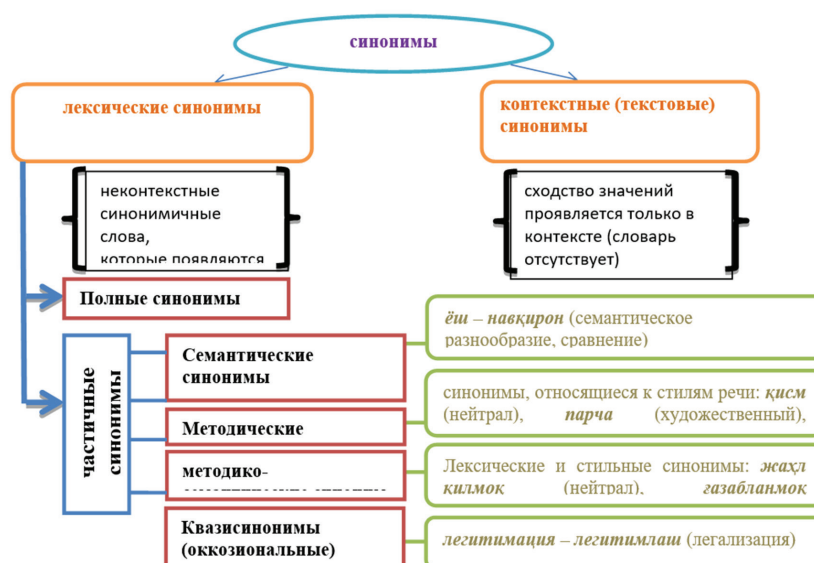 синонимы
лексические синонимы
контекстные (текстовые)
синонимы
неконтекстные
синонимичные
слова,
которые появляются
сходство значений
проявляется только в
контексте (словарь
отсутствует)
Полные синонимы
частичные
синонимы
Семантические
синонимы
ёш – навқирон (семантическое
разнообразие, сравнение)
Методические
синонимы, относящиеся к стилям речи: қисм
(нейтрал), парча (художественный),
методико-
Лексические и стильные синонимы: жаҳл
қилмоқ (нейтрал), ғазабланмоқ
Квазисинонимы
(оккозиональные)
легитимация – легитимлаш (легализация)